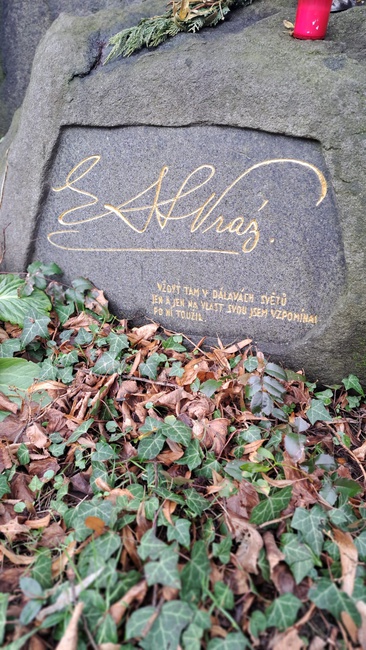 E. St. Vráz.
VŽDYŤ TAM V DÁLAVÁCH SVĚTŮ
JEN A JEN NA VLAST SVOU JSEM VZPOMÍNAL
PO NÍ TOUŽIL.